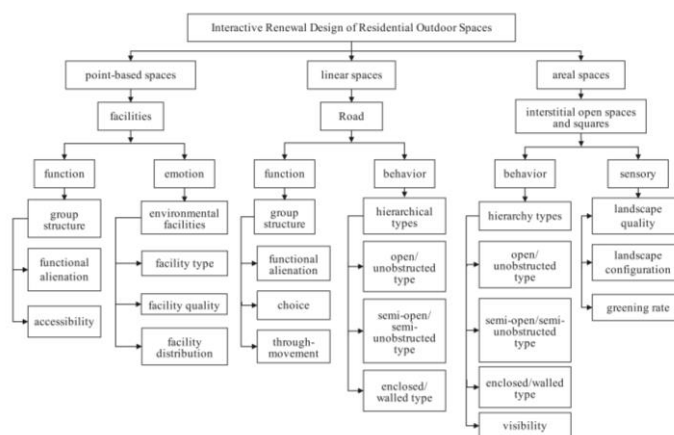 Interactive Renewal Design of Residential Outdoor Spaces
point-based spaces
linear spaces
areal spaces
facilities
Road
interstitial open spaces
and squares
function
emotion
function
behavior
behavior
sensory
group
structure
functional
alienation
accessibility
environmental
facilities
facility type
facility quality
facility
distribution
group
structure
functional
alienation
choice
through-
movement
hierarchical
types
open/
unobstructed
type
semi-open/
semi-
unobstructed
type
enclosed/
walled type
hierarchy types
open/
unobstructed
type
semi-open/semi-
unobstructed
type
enclosed/walled
type
visibility
landscape
quality
landscape
configuration
greening rate